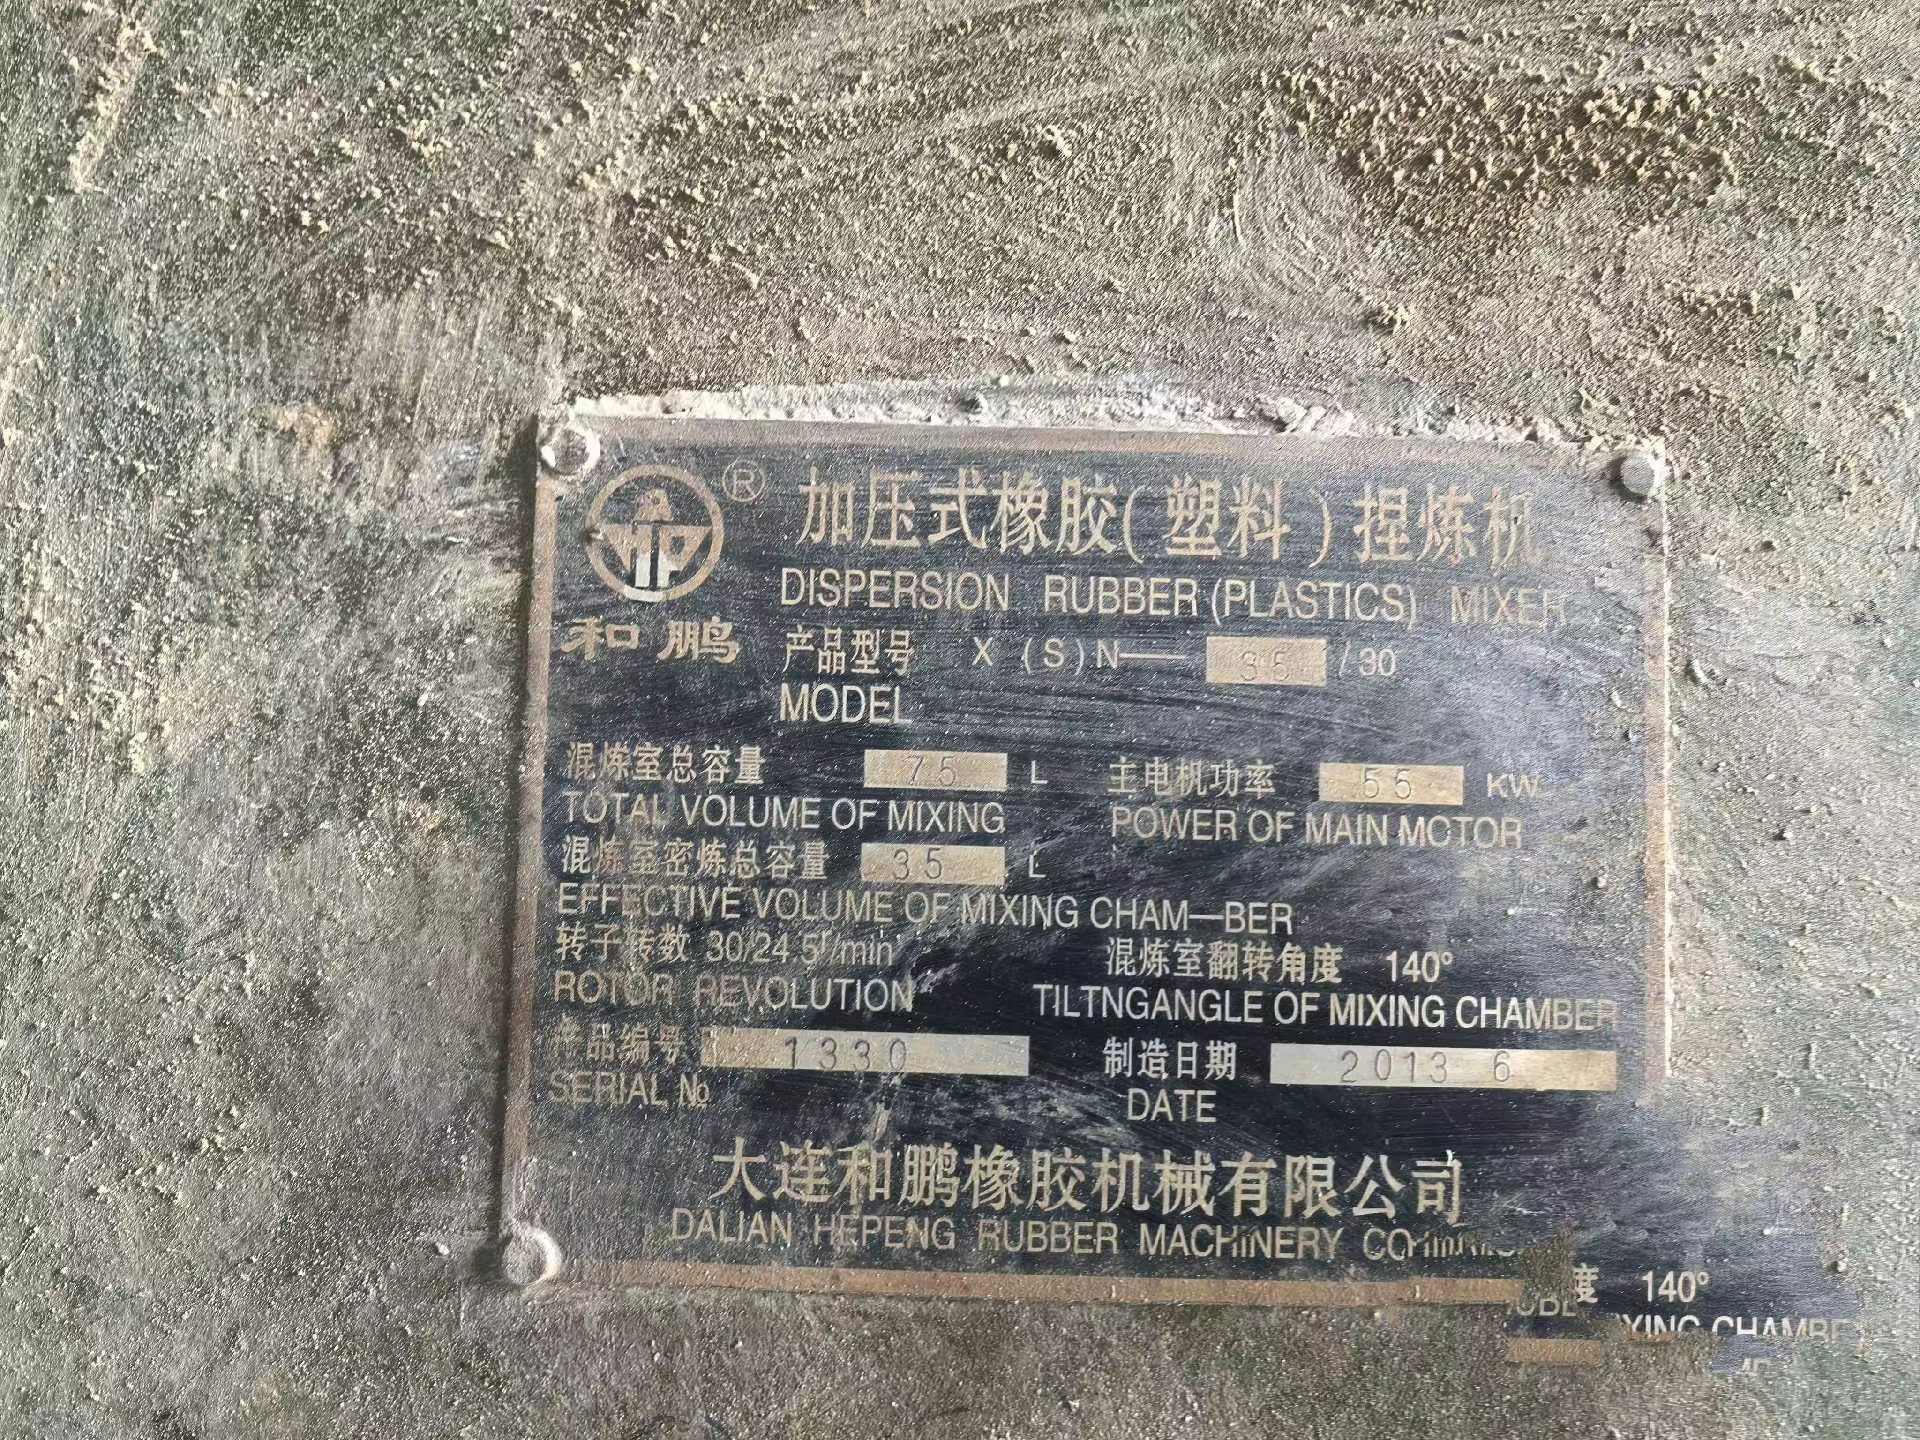 ® 加压式橡胶(塑料)捏炼机
DISPERSION RUBBER (PLASTICS) MIXER
和鹏
产品型号 X (S) N— 35 / 30
MODEL
混炼室总容量 75 L 主电机功率 55 KW
TOTAL VOLUME OF MIXING POWER OF MAIN MOTOR
混炼室密炼总容量 35 L
EFFECTIVE VOLUME OF MIXING CHAM—BER
转子转数 30/24.5r/min 混炼室翻转角度 140°
ROTOR REVOLUTION TILTNGANGLE OF MIXING CHAMBER
样品编号 1330 制造日期 2013 6
SERIAL № DATE
大连和鹏橡胶机械有限公司
DALIAN HEPENG RUBBER MACHINERY
度 140°
CHAMBE